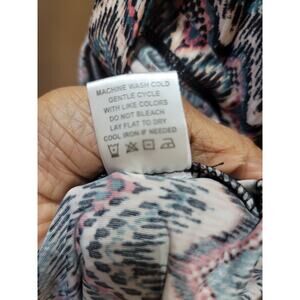 MACHINE WASH COLD
GENTLE CYCLE
WITH LIKE COLORS
DO NOT BLEACH
LAY FLAT TO DRY
COOL IRON IF NEEDED